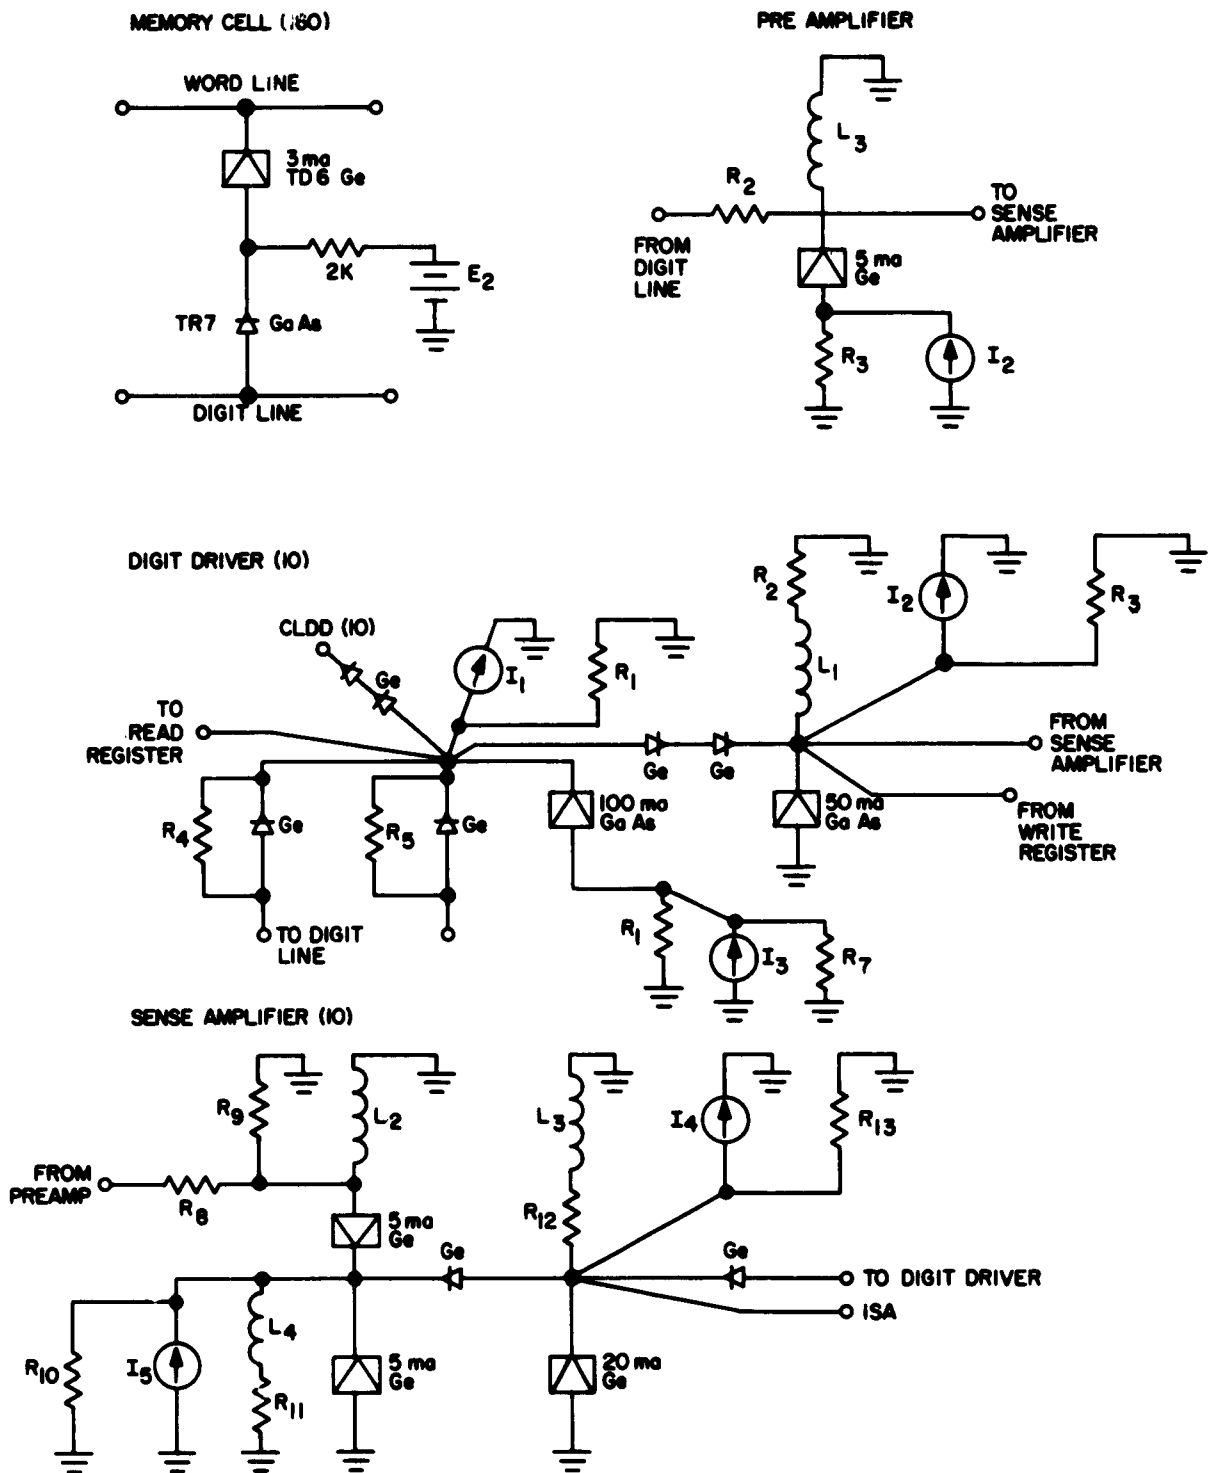 MEMORY CELL (160)
WORD LINE
3 ma
TD6 Ge
2K
E2
TR7
Ga As
DIGIT LINE
PRE AMPLIFIER
L3
R2
FROM
DIGIT
LINE
TO
SENSE
AMPLIFIER
5 ma
Ge
R3
I2
DIGIT DRIVER (10)
CLDD (10)
Ge
I1
R1
TO
READ
REGISTER
R4
Ge
R5
Ge
100 ma
Ga As
TO DIGIT
LINE
R1
I3
R7
Ge
Ge
R2
L1
I2
R3
FROM
SENSE
AMPLIFIER
50 ma
Ga As
FROM
WRITE
REGISTER
SENSE AMPLIFIER (10)
R9
L2
FROM
PREAMP
R8
5 ma
Ge
Ge
R10
I5
L4
R11
5 ma
Ge
L3
R12
I4
R13
Ge
TO DIGIT DRIVER
ISA
20 ma
Ge